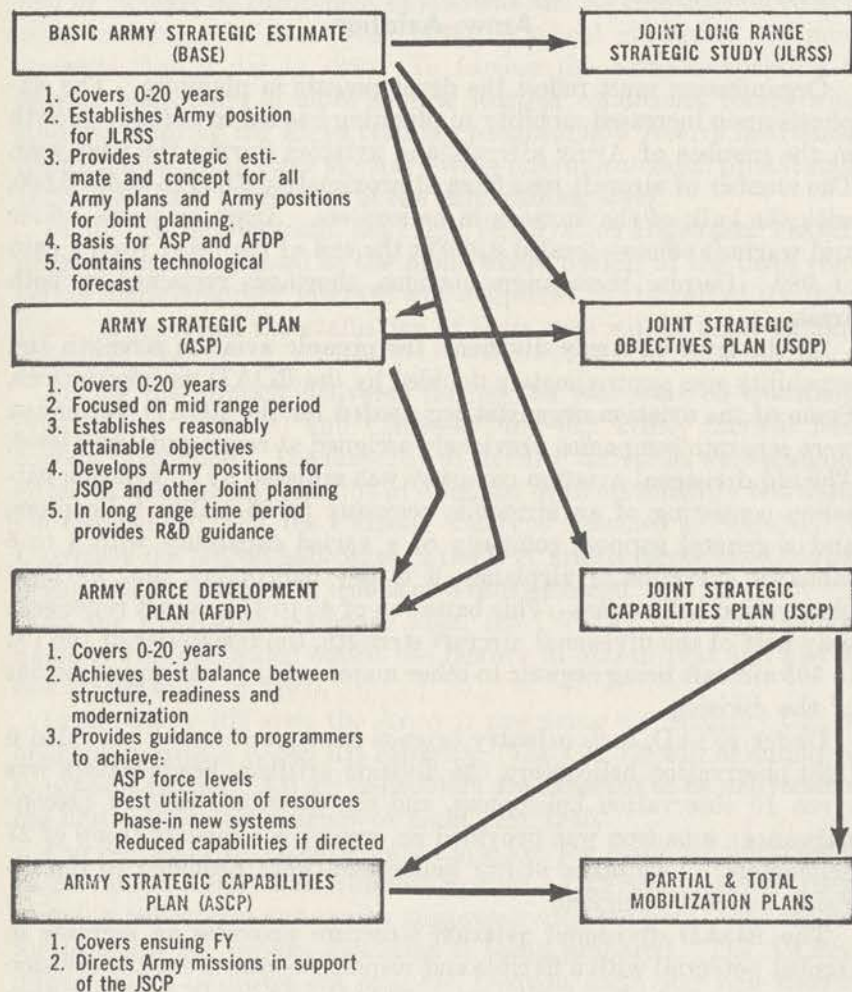 BASIC ARMY STRATEGIC ESTIMATE
(BASE)
JOINT LONG RANGE
STRATEGIC STUDY (JLRSS)
1. Covers 0-20 years
2. Establishes Army position
for JLRSS
3. Provides strategic esti-
mate and concept for all
Army plans and Army positions
for Joint planning.
4. Basis for ASP and AFDP
5. Contains technological
forecast
ARMY STRATEGIC PLAN
(ASP)
JOINT STRATEGIC
OBJECTIVES PLAN (JSOP)
1. Covers 0-20 years
2. Focused on mid range period
3. Establishes reasonably
attainable objectives
4. Develops Army positions for
JSOP and other Joint planning
5. In long range time period
provides R&D guidance
ARMY FORCE DEVELOPMENT
PLAN (AFDP)
JOINT STRATEGIC
CAPABILITIES PLAN (JSCP)
1. Covers 0-20 years
2. Achieves best balance between
structure, readiness and
modernization
3. Provides guidance to programmers
to achieve:
ASP force levels
Best utilization of resources
Phase-in new systems
Reduced capabilities if directed
ARMY STRATEGIC CAPABILITIES
PLAN (ASCP)
PARTIAL & TOTAL
MOBILIZATION PLANS
1. Covers ensuing FY
2. Directs Army missions in support
of the JSCP